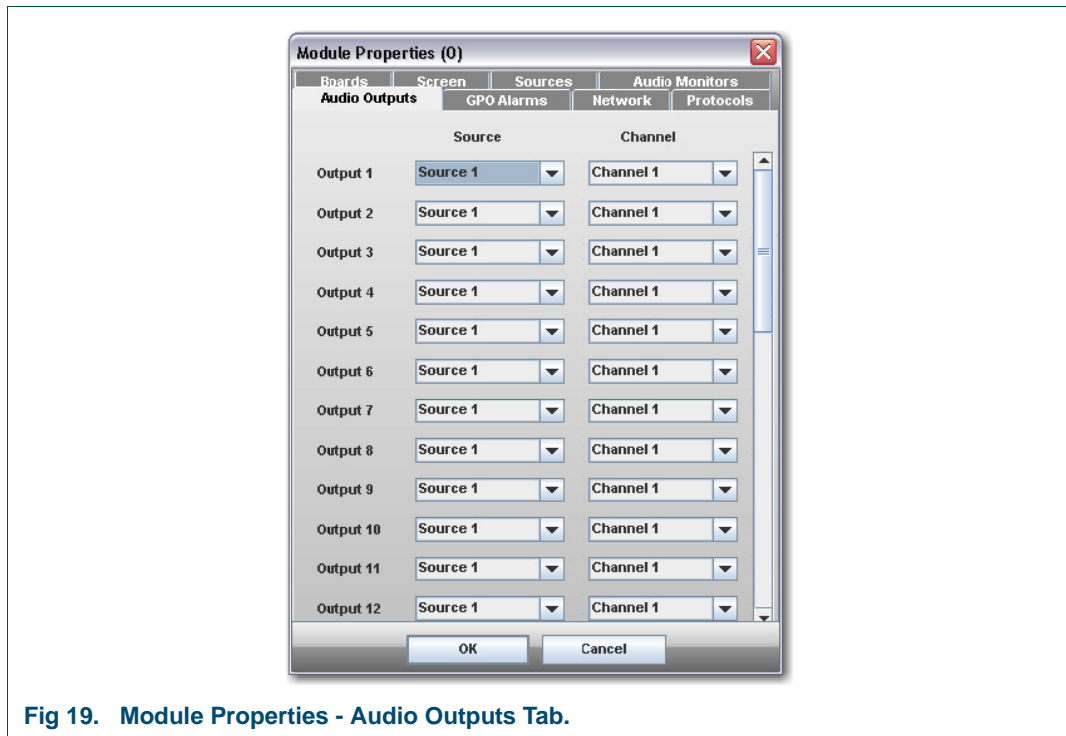 Module Properties (0)
Boards Screen Sources Audio Monitors
Audio Outputs GPO Alarms Network Protocols
Source Channel
Output 1 Source 1 Channel 1
Output 2 Source 1 Channel 1
Output 3 Source 1 Channel 1
Output 4 Source 1 Channel 1
Output 5 Source 1 Channel 1
Output 6 Source 1 Channel 1
Output 7 Source 1 Channel 1
Output 8 Source 1 Channel 1
Output 9 Source 1 Channel 1
Output 10 Source 1 Channel 1
Output 11 Source 1 Channel 1
Output 12 Source 1 Channel 1
OK Cancel
Fig 19. Module Properties - Audio Outputs Tab.